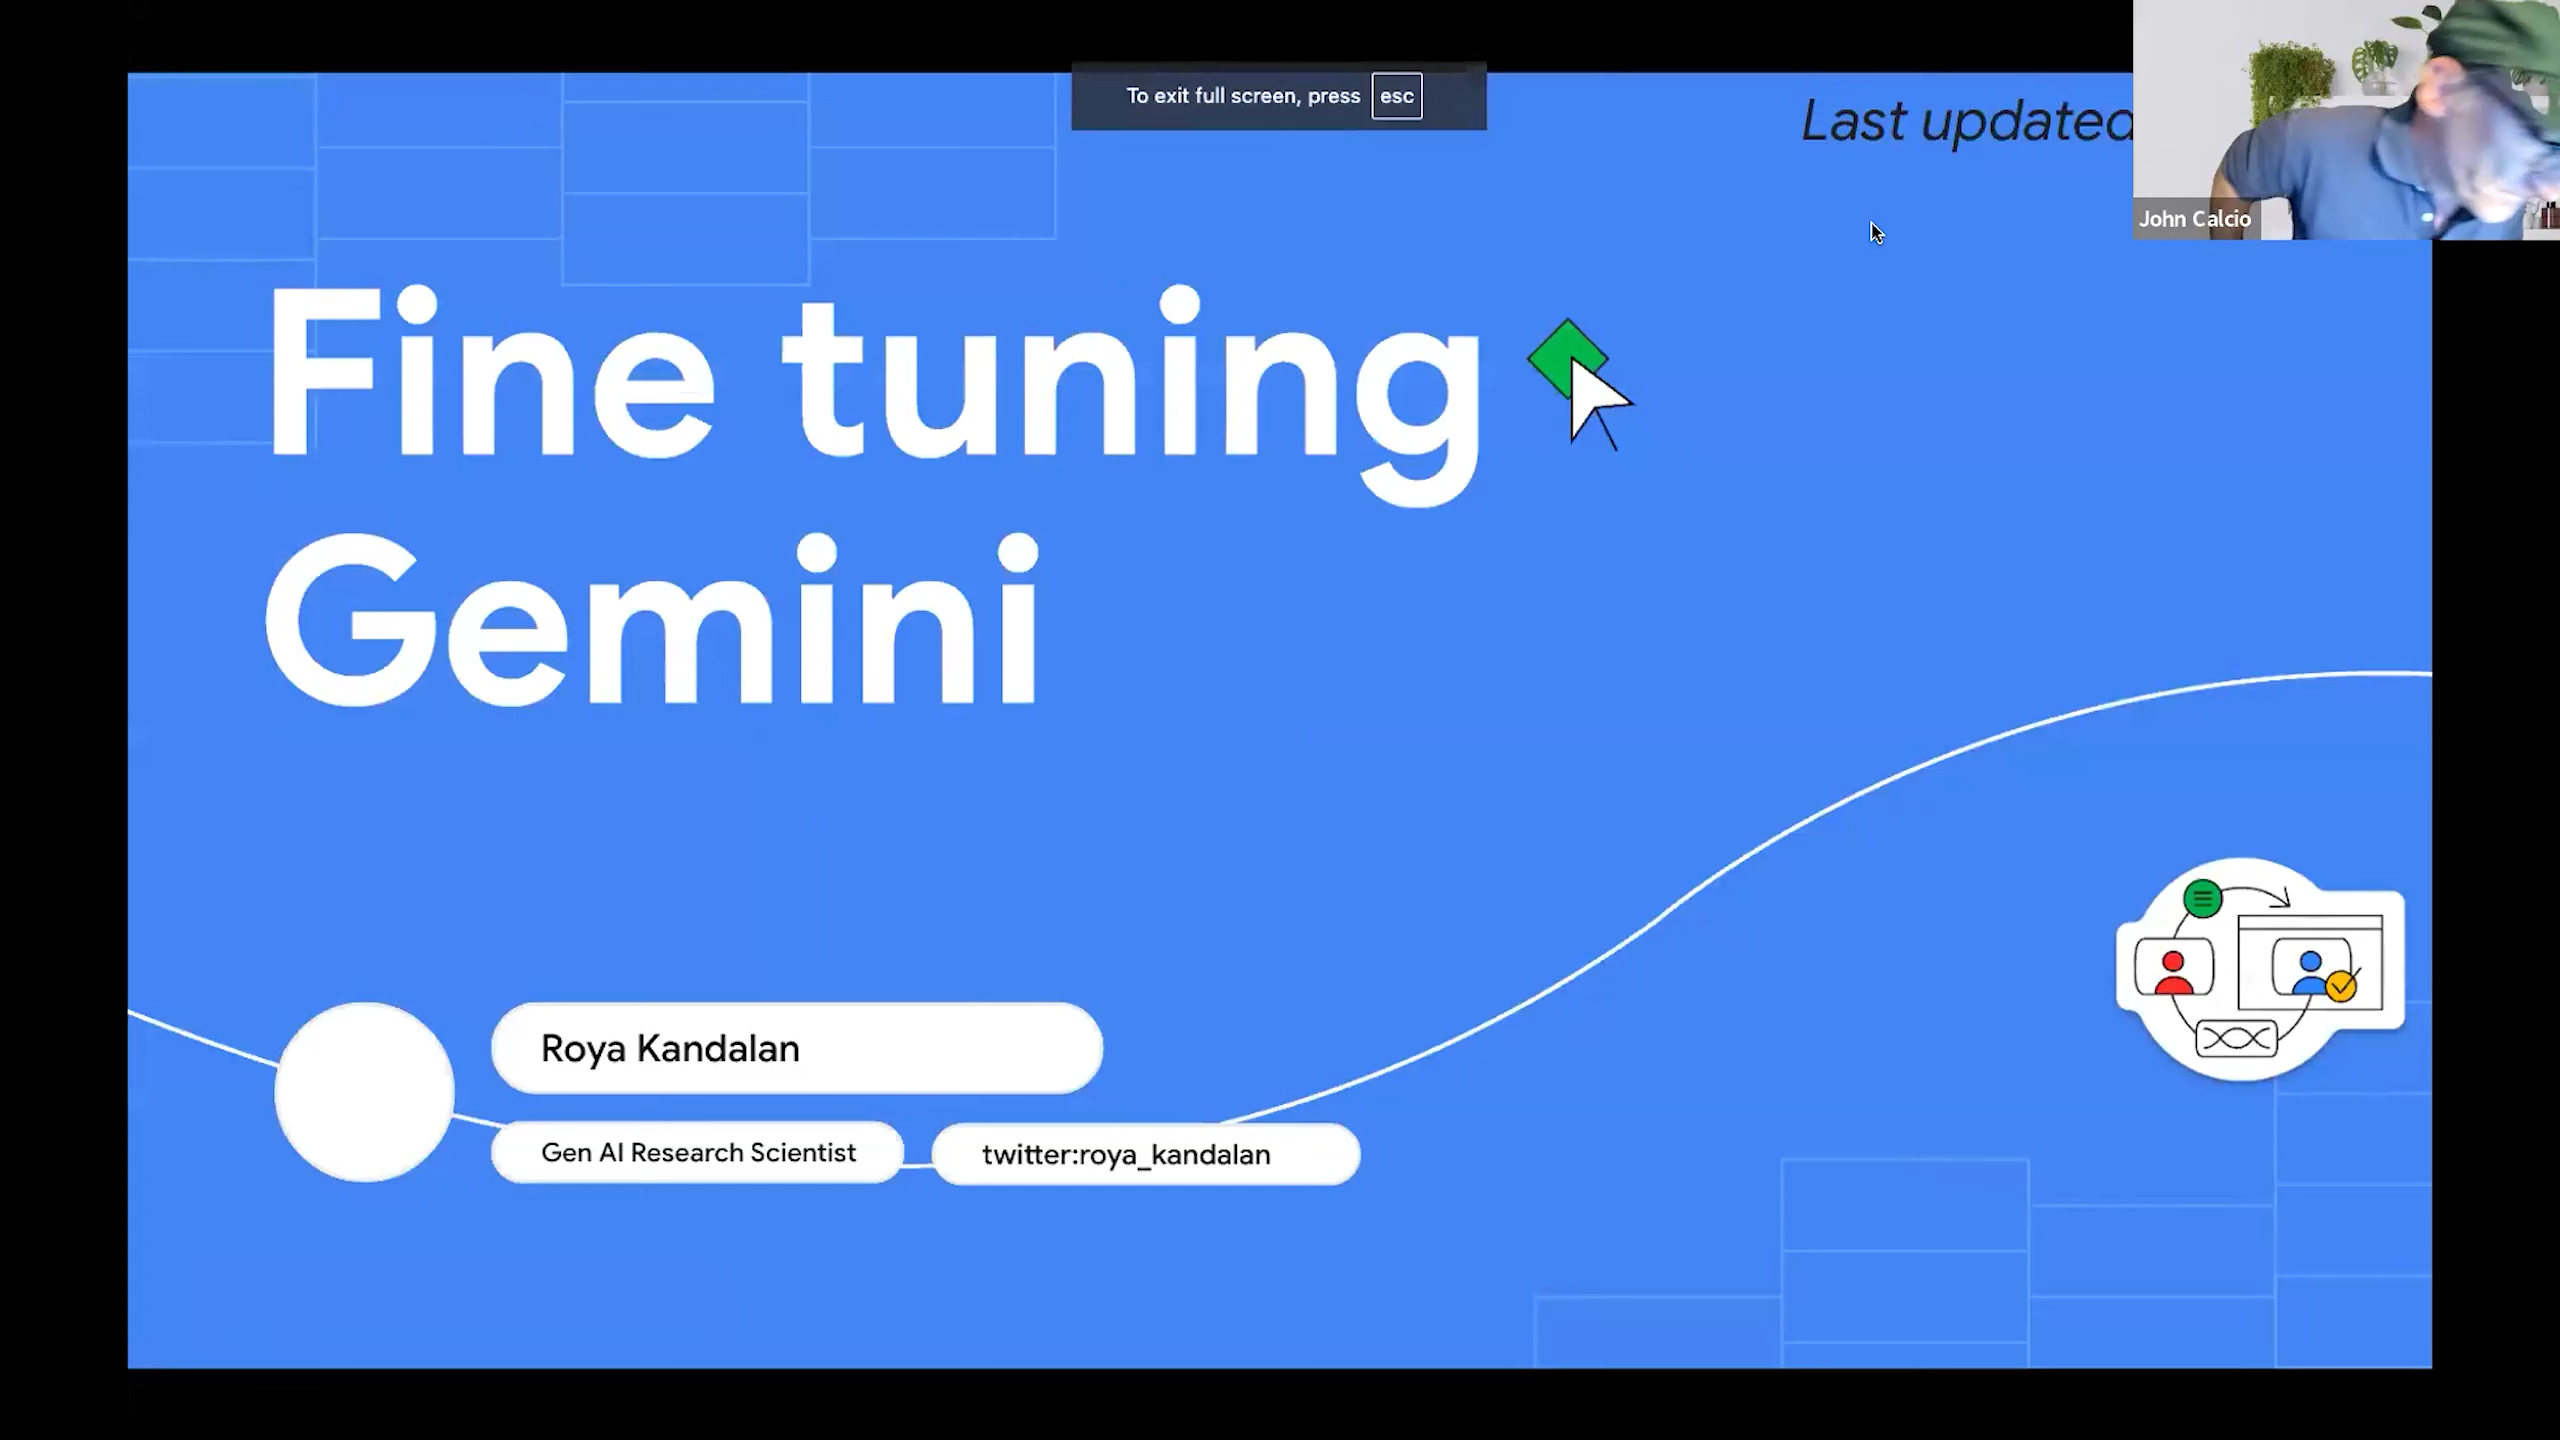 To exit full screen, press esc
Last updated
John Calcio
Fine tuning
Gemini
Roya Kandalan
Gen AI Research Scientist
twitter:roya_kandalan